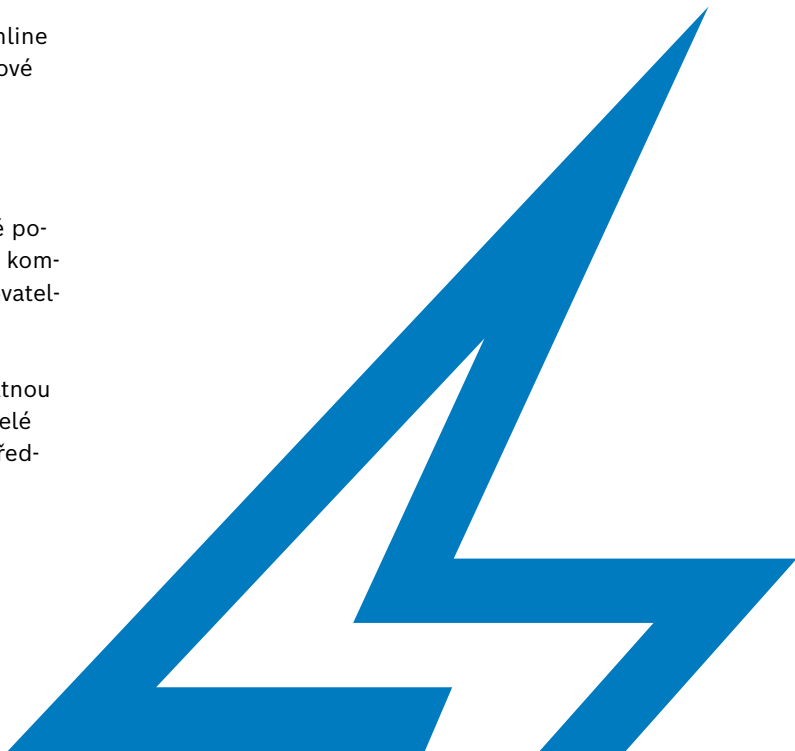 nline
ové
é po-
kom-
vatel-
tnou
elé
řed-